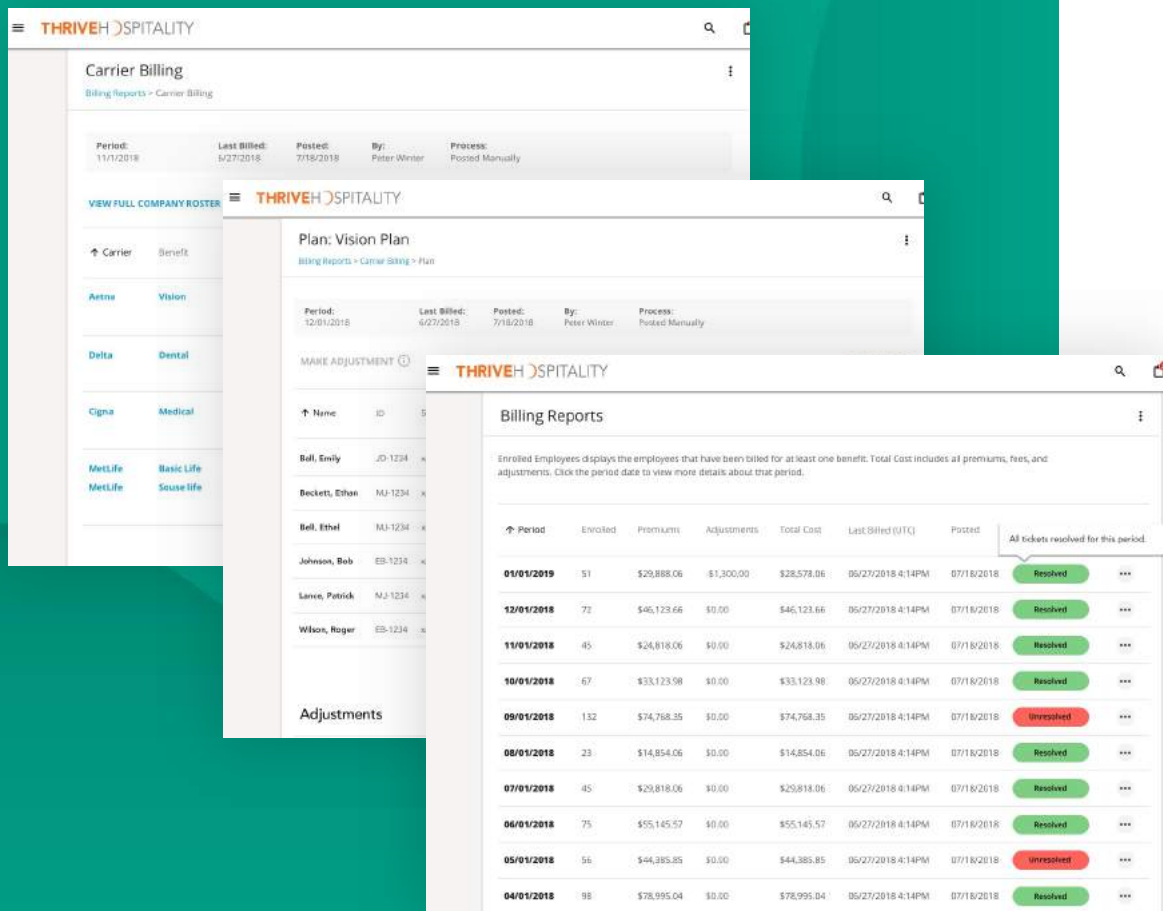 THRIVEHOSPITALITY
Carrier Billing
Billing Reports > Carrier Billing
Period: Last Billed: Posted: By: Process:
11/1/2018 6/27/2018 7/18/2018 Peter Winter Posted Manually
VIEW FULL COMPANY ROSTER
↑ Carrier Benefit
Aetna Vision
Delta Dental
Cigna Medical
MetLife Basic Life
MetLife Souse life
THRIVEHOSPITALITY
Plan: Vision Plan
Billing Reports > Carrier Billing > Plan
Period: Last Billed: Posted: By: Process:
12/01/2018 6/27/2018 7/18/2018 Peter Winter Posted Manually
MAKE ADJUSTMENT
↑ Name ID S
Ball, Emily JD-1234
Beckett, Ethan MJ-1234
Bell, Ethel MJ-1234
Johnson, Bob EB-1234
Lance, Patrick MJ-1234
Wilson, Roger EB-1234
Adjustments
THRIVEHOSPITALITY
Billing Reports
Enrolled Employees displays the employees that have been billed for at least one benefit. Total Cost includes all premiums, fees, and
adjustments. Click the period date to view more details about that period.
↑ Period Enrolled Premiums Adjustments Total Cost Last Billed (UTC) Posted
All tickets resolved for this period.
01/01/2019 51 $29,888.06 -$1,300.00 $28,578.06 06/27/2018 4:14PM 07/18/2018 Resolved
12/01/2018 72 $46,123.66 $0.00 $46,123.66 06/27/2018 4:14PM 07/18/2018 Resolved
11/01/2018 45 $24,818.06 $0.00 $24,818.06 06/27/2018 4:14PM 07/18/2018 Resolved
10/01/2018 67 $33,123.98 $0.00 $33,123.98 06/27/2018 4:14PM 07/18/2018 Resolved
09/01/2018 132 $74,768.35 $0.00 $74,768.35 06/27/2018 4:14PM 07/18/2018 Unresolved
08/01/2018 23 $14,854.06 $0.00 $14,854.06 06/27/2018 4:14PM 07/18/2018 Resolved
07/01/2018 45 $29,818.06 $0.00 $29,818.06 06/27/2018 4:14PM 07/18/2018 Resolved
06/01/2018 75 $55,145.57 $0.00 $55,145.57 06/27/2018 4:14PM 07/18/2018 Resolved
05/01/2018 56 $44,385.85 $0.00 $44,385.85 06/27/2018 4:14PM 07/18/2018 Unresolved
04/01/2018 98 $78,995.04 $0.00 $78,995.04 06/27/2018 4:14PM 07/18/2018 Resolved